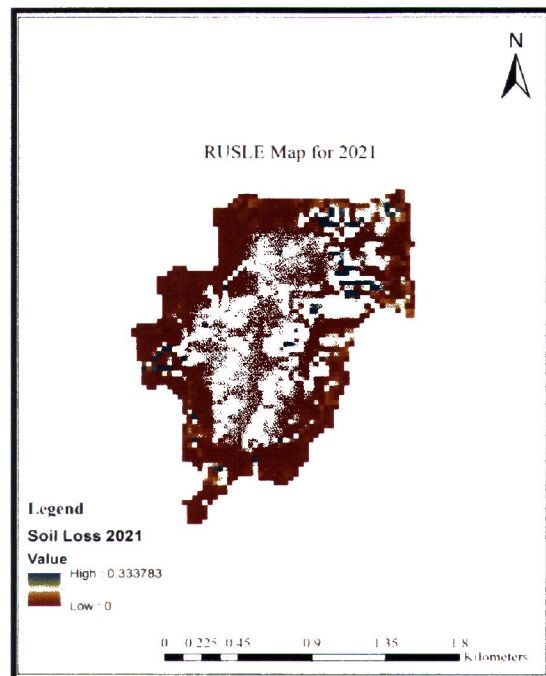 N
RUSLE Map for 2021
Legend
Soil Loss 2021
Value
High : 0.333783
Low : 0
0 0.225 0.45 0.9 1.35 1.8
Kilometers